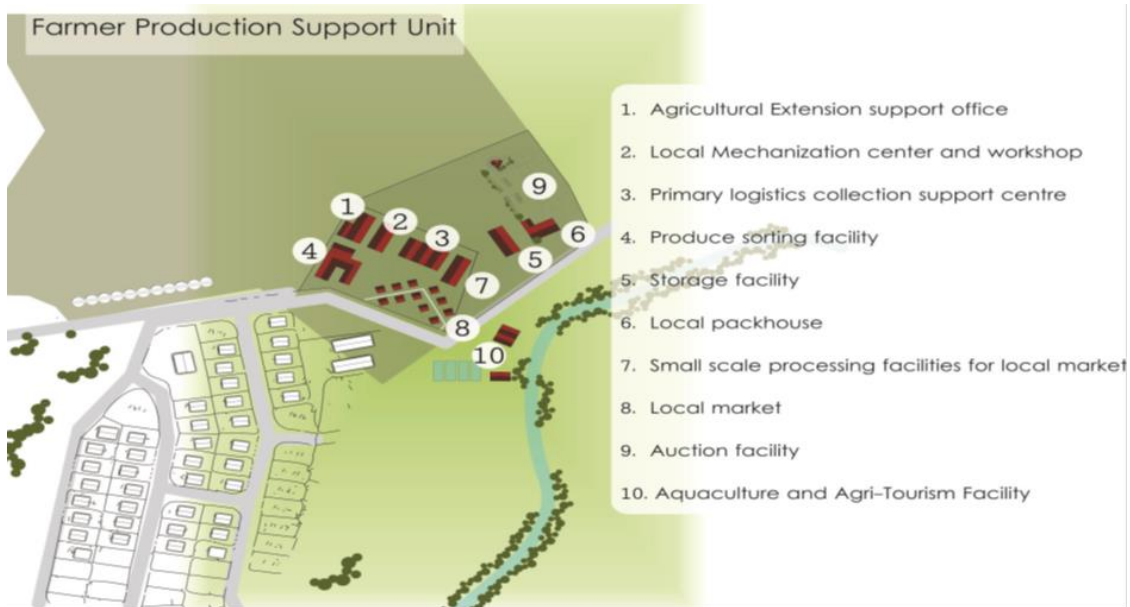 Farmer Production Support Unit
1. Agricultural Extension support office
2. Local Mechanization center and workshop
3. Primary logistics collection support centre
4. Produce sorting facility
5. Storage facility
6. Local packhouse
7. Small scale processing facilities for local market
8. Local market
9. Auction facility
10. Aquaculture and Agri-Tourism Facility
1
2
3
4
5
6
7
8
9
10